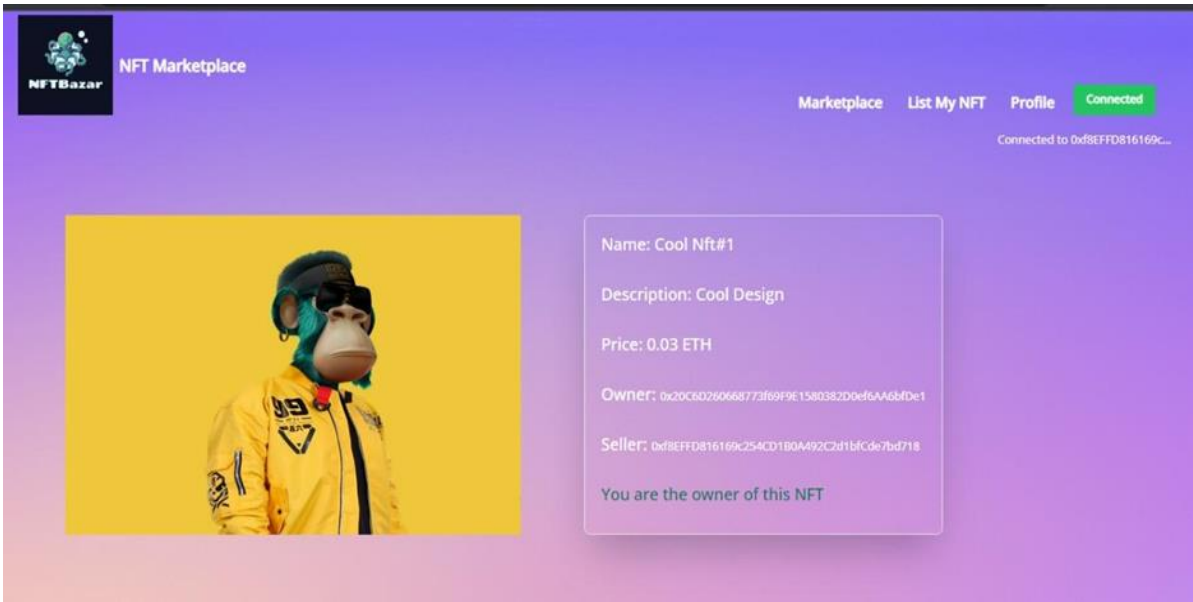 NFTBazar
NFT Marketplace
Marketplace List My NFT Profile Connected
Connected to 0xf8EFFD816169c...
Name: Cool Nft#1
Description: Cool Design
Price: 0.03 ETH
Owner: 0x20C6D260668773f69F9E1580382D0ef6AA6bfDe1
Seller: 0xf8EFFD816169c254CD1B0A492C2d1bfCde7bd718
You are the owner of this NFT
99